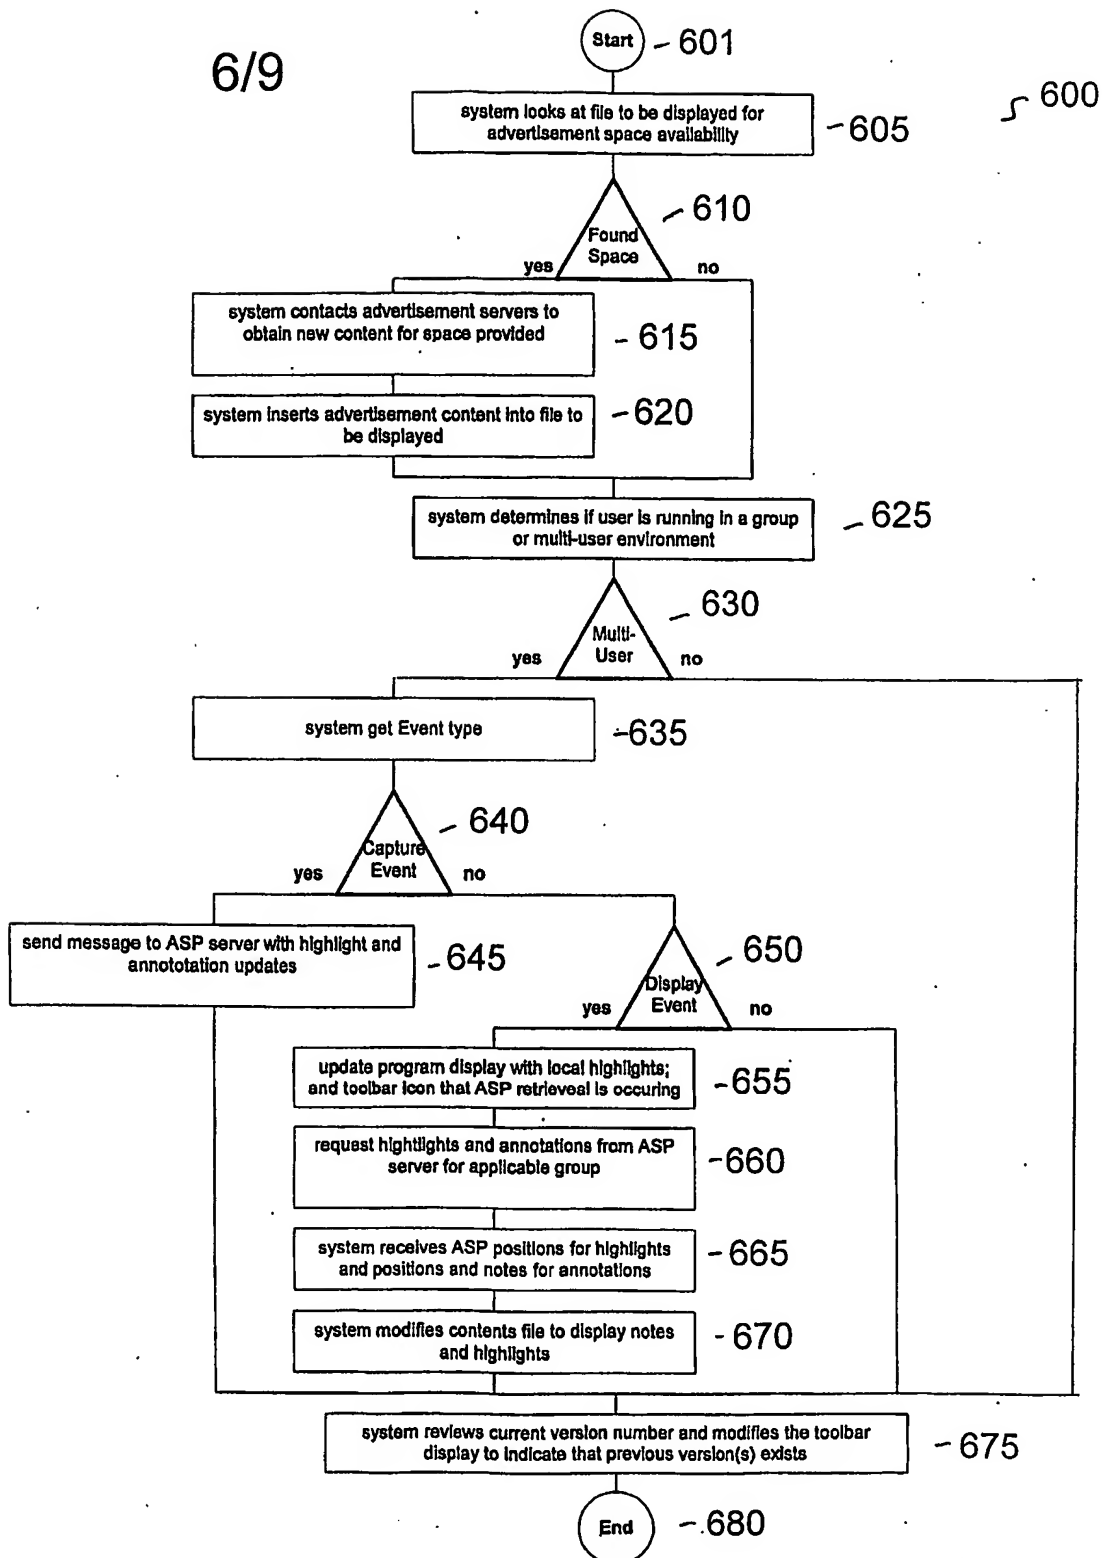 6/9
Start
601
600
system looks at file to be displayed for
advertisement space availability
605
610
Found
Space
yes
no
system contacts advertisement servers to
obtain new content for space provided
615
system inserts advertisement content into file to
be displayed
620
system determines if user is running in a group
or multi-user environment
625
630
Multi-
User
yes
no
system get Event type
635
640
Capture
Event
yes
no
send message to ASP server with highlight and
annototation updates
645
650
Display
Event
yes
no
update program display with local highlights;
and toolbar icon that ASP retrieveal is occuring
655
request hightlights and annotations from ASP
server for applicable group
660
system receives ASP positions for highlights
and positions and notes for annotations
665
system modifies contents file to display notes
and highlights
670
system reviews current version number and modifies the toolbar
display to indicate that previous version(s) exists
675
End
680